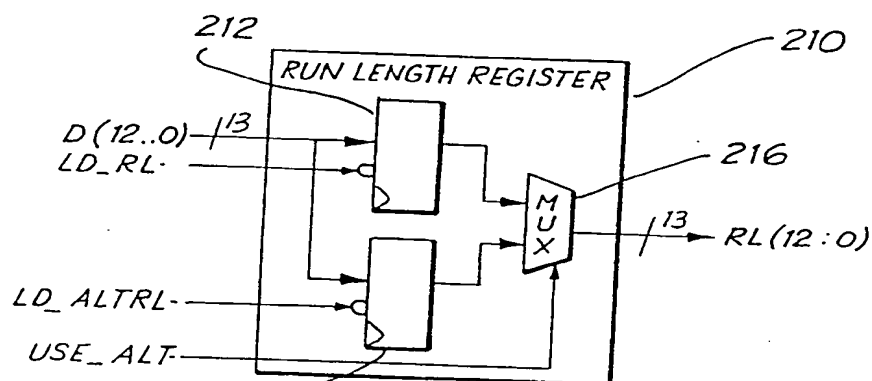 212
210
RUN LENGTH REGISTER
D(12..0)
13
LD_RL-
216
MUX
13
RL(12:0)
LD_ALTRL-
USE_ALT-